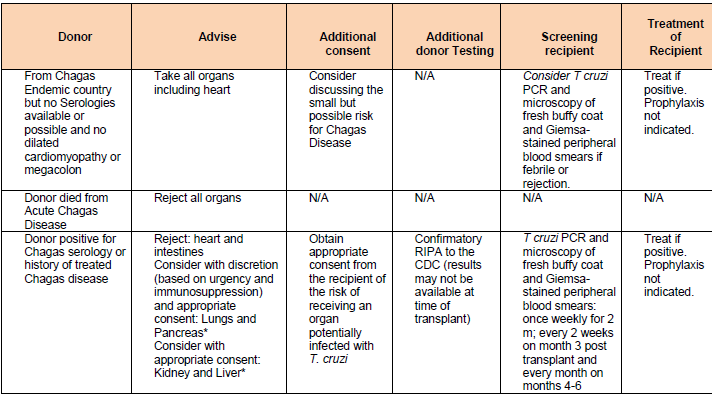 Donor
Advise
Additional
consent
Additional
donor Testing
Screening
recipient
Treatment
of
Recipient
From Chagas
Endemic country
but no Serologies
available or
possible and no
dilated
cardiomyopathy or
megacolon
Take all organs
including heart
Consider
discussing the
small but
possible risk
for Chagas
Disease
N/A
Consider T cruzi
PCR and
microscopy of
fresh buffy coat
and Giemsa-
stained peripheral
blood smears if
febrile or
rejection.
Treat if
positive.
Prophylaxis
not
indicated.
Donor died from
Acute Chagas
Disease
Reject all organs
N/A
N/A
N/A
N/A
Donor positive for
Chagas serology or
history of treated
Chagas disease
Reject: heart and
intestines
Consider with discretion
(based on urgency and
immunosuppression)
and appropriate
consent: Lungs and
Pancreas*
Consider with
appropriate consent:
Kidney and Liver*
Obtain
appropriate
consent from
the recipient of
the risk of
receiving an
organ
potentially
infected with
T. cruzi
Confirmatory
RIPA to the
CDC (results
may not be
available at
time of
transplant)
T cruzi PCR and
microscopy of
fresh buffy coat
and Giemsa-
stained peripheral
blood smears:
once weekly for 2
m; every 2 weeks
on month 3 post
transplant and
every month on
months 4-6
Treat if
positive.
Prophylaxis
not
indicated.